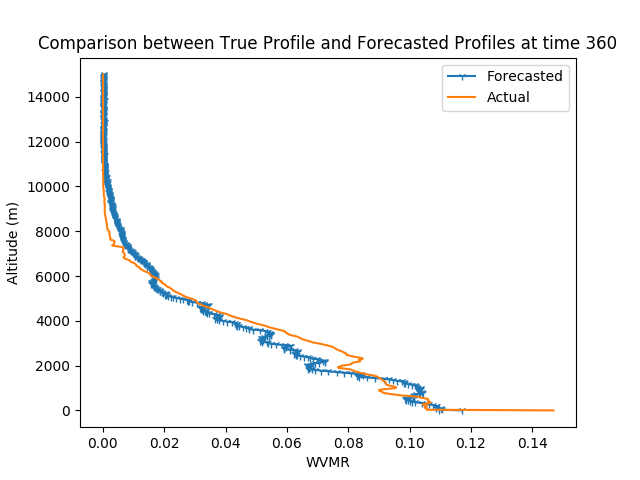 Comparison between True Profile and Forecasted Profiles at time 360
Forecasted
Actual
14000
12000
10000
8000
6000
4000
2000
0
Altitude (m)
0.00 0.02 0.04 0.06 0.08 0.10 0.12 0.14
WVMR